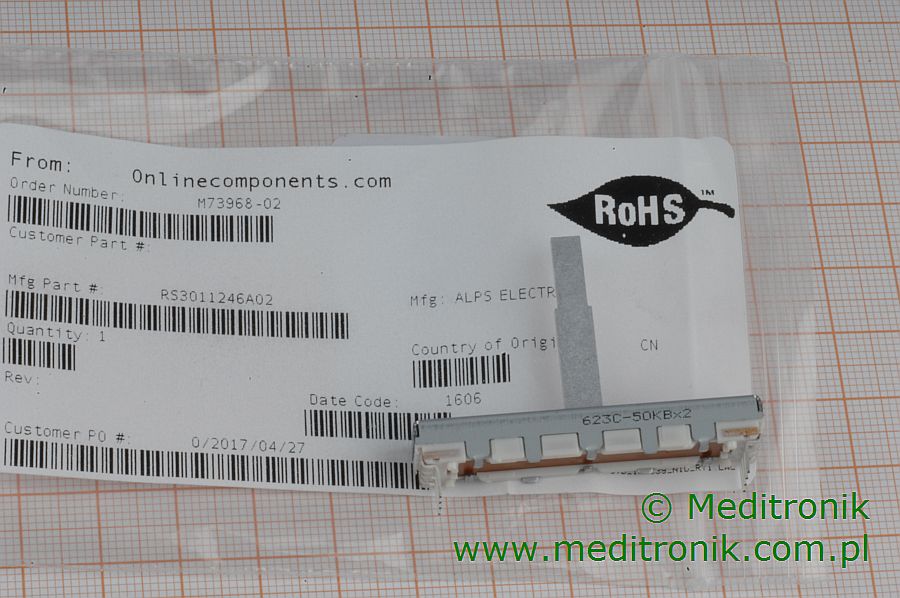 From:
Onlinecomponents.com
Order Number:
M73968-02
Customer Part #:
RoHS™
Mfg Part #:
RS3011246A02
Mfg: ALPS ELECTR
Quantity: 1
Country of Origi
CN
Rev:
Date Code:
1606
623C-50KBx2
Customer PO #:
0/2017/04/27
© Meditronik
www.meditronik.com.pl